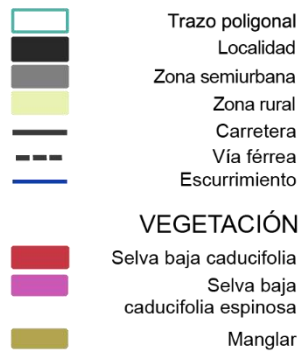 Trazo poligonal
Localidad
Zona semiurbana
Zona rural
Carretera
Vía férrea
Escurrimiento
VEGETACIÓN
Selva baja caducifolia
Selva baja
caducifolia espinosa
Manglar